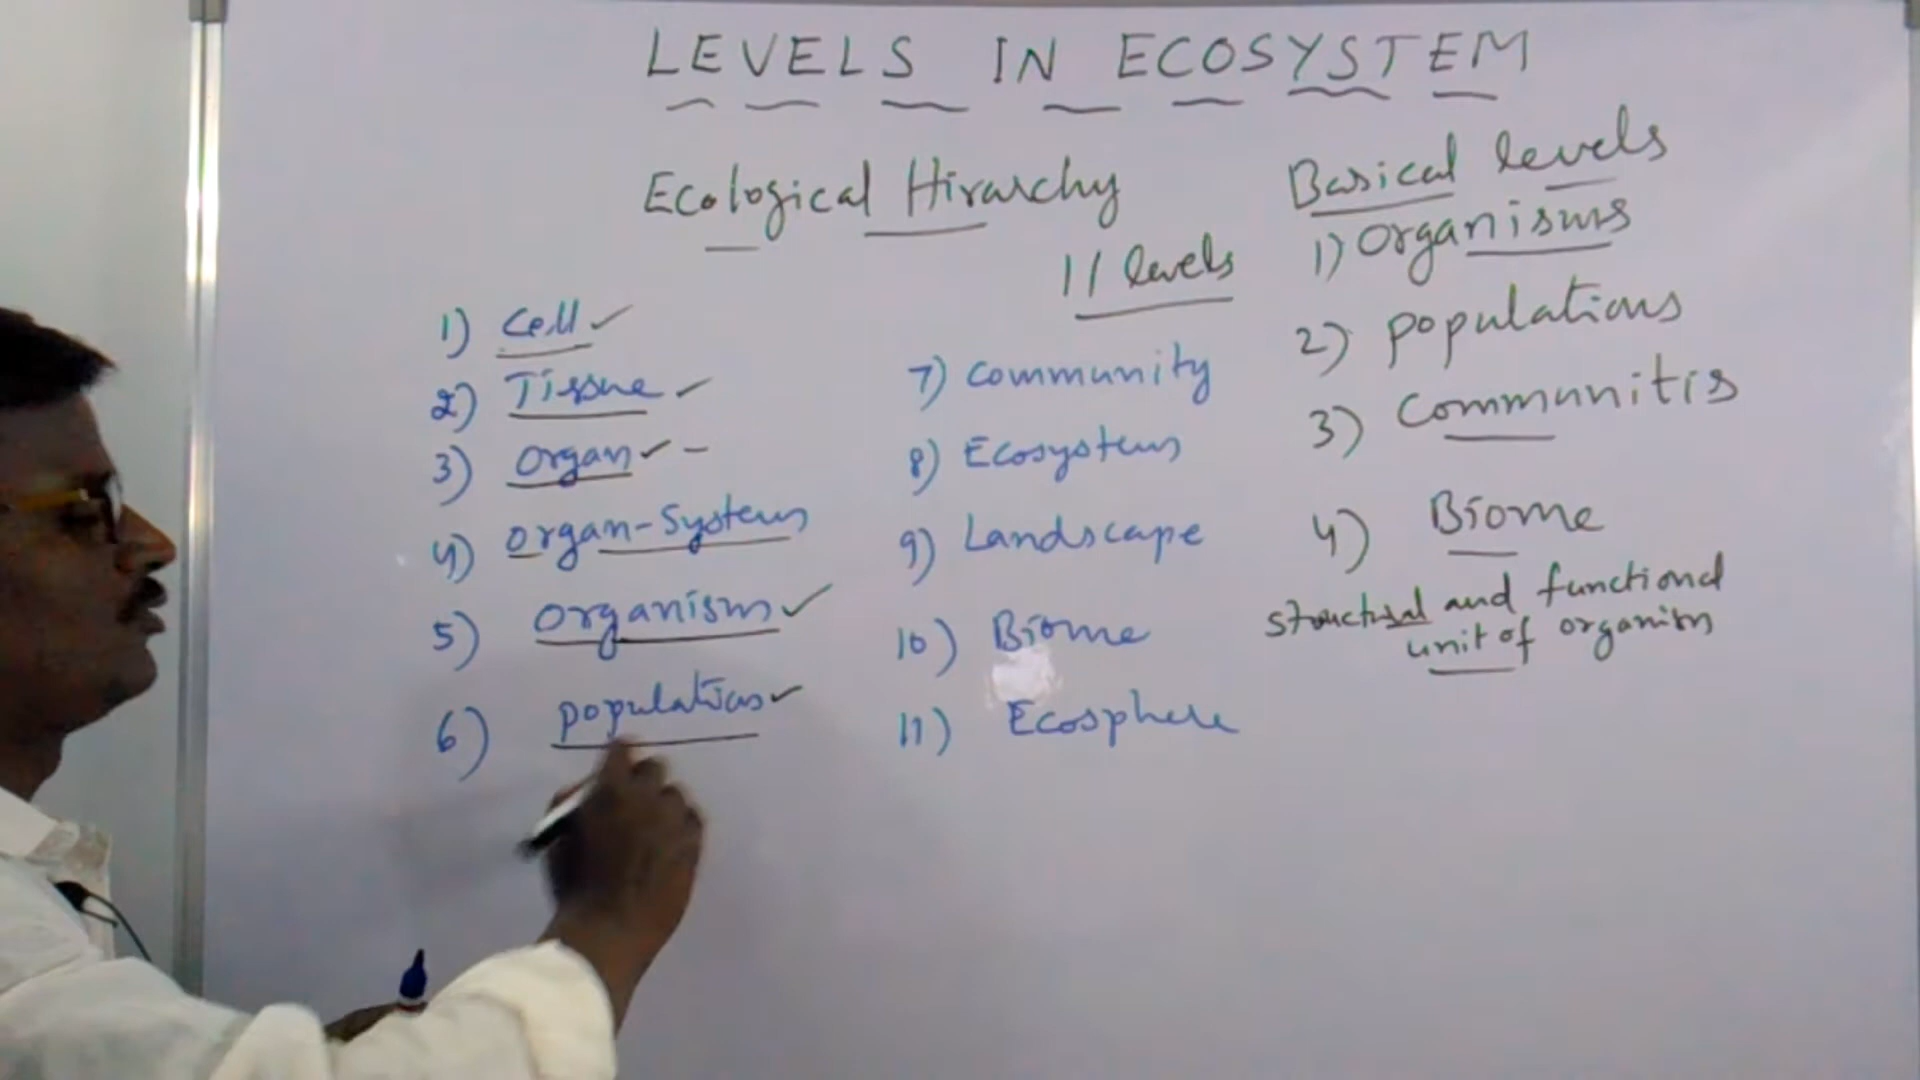 LEVELS IN ECOSYSTEM
Ecological Hirarchy
11 levels
1) Cell
2) Tissue
3) Organ
4) Organ-System
5) Organism
6) Population
7) Community
8) Ecosystem
9) Landscape
10) Biome
11) Ecosphere
Basical levels
1) Organisms
2) Populations
3) Communitis
4) Biome
structural and functional
unit of organism